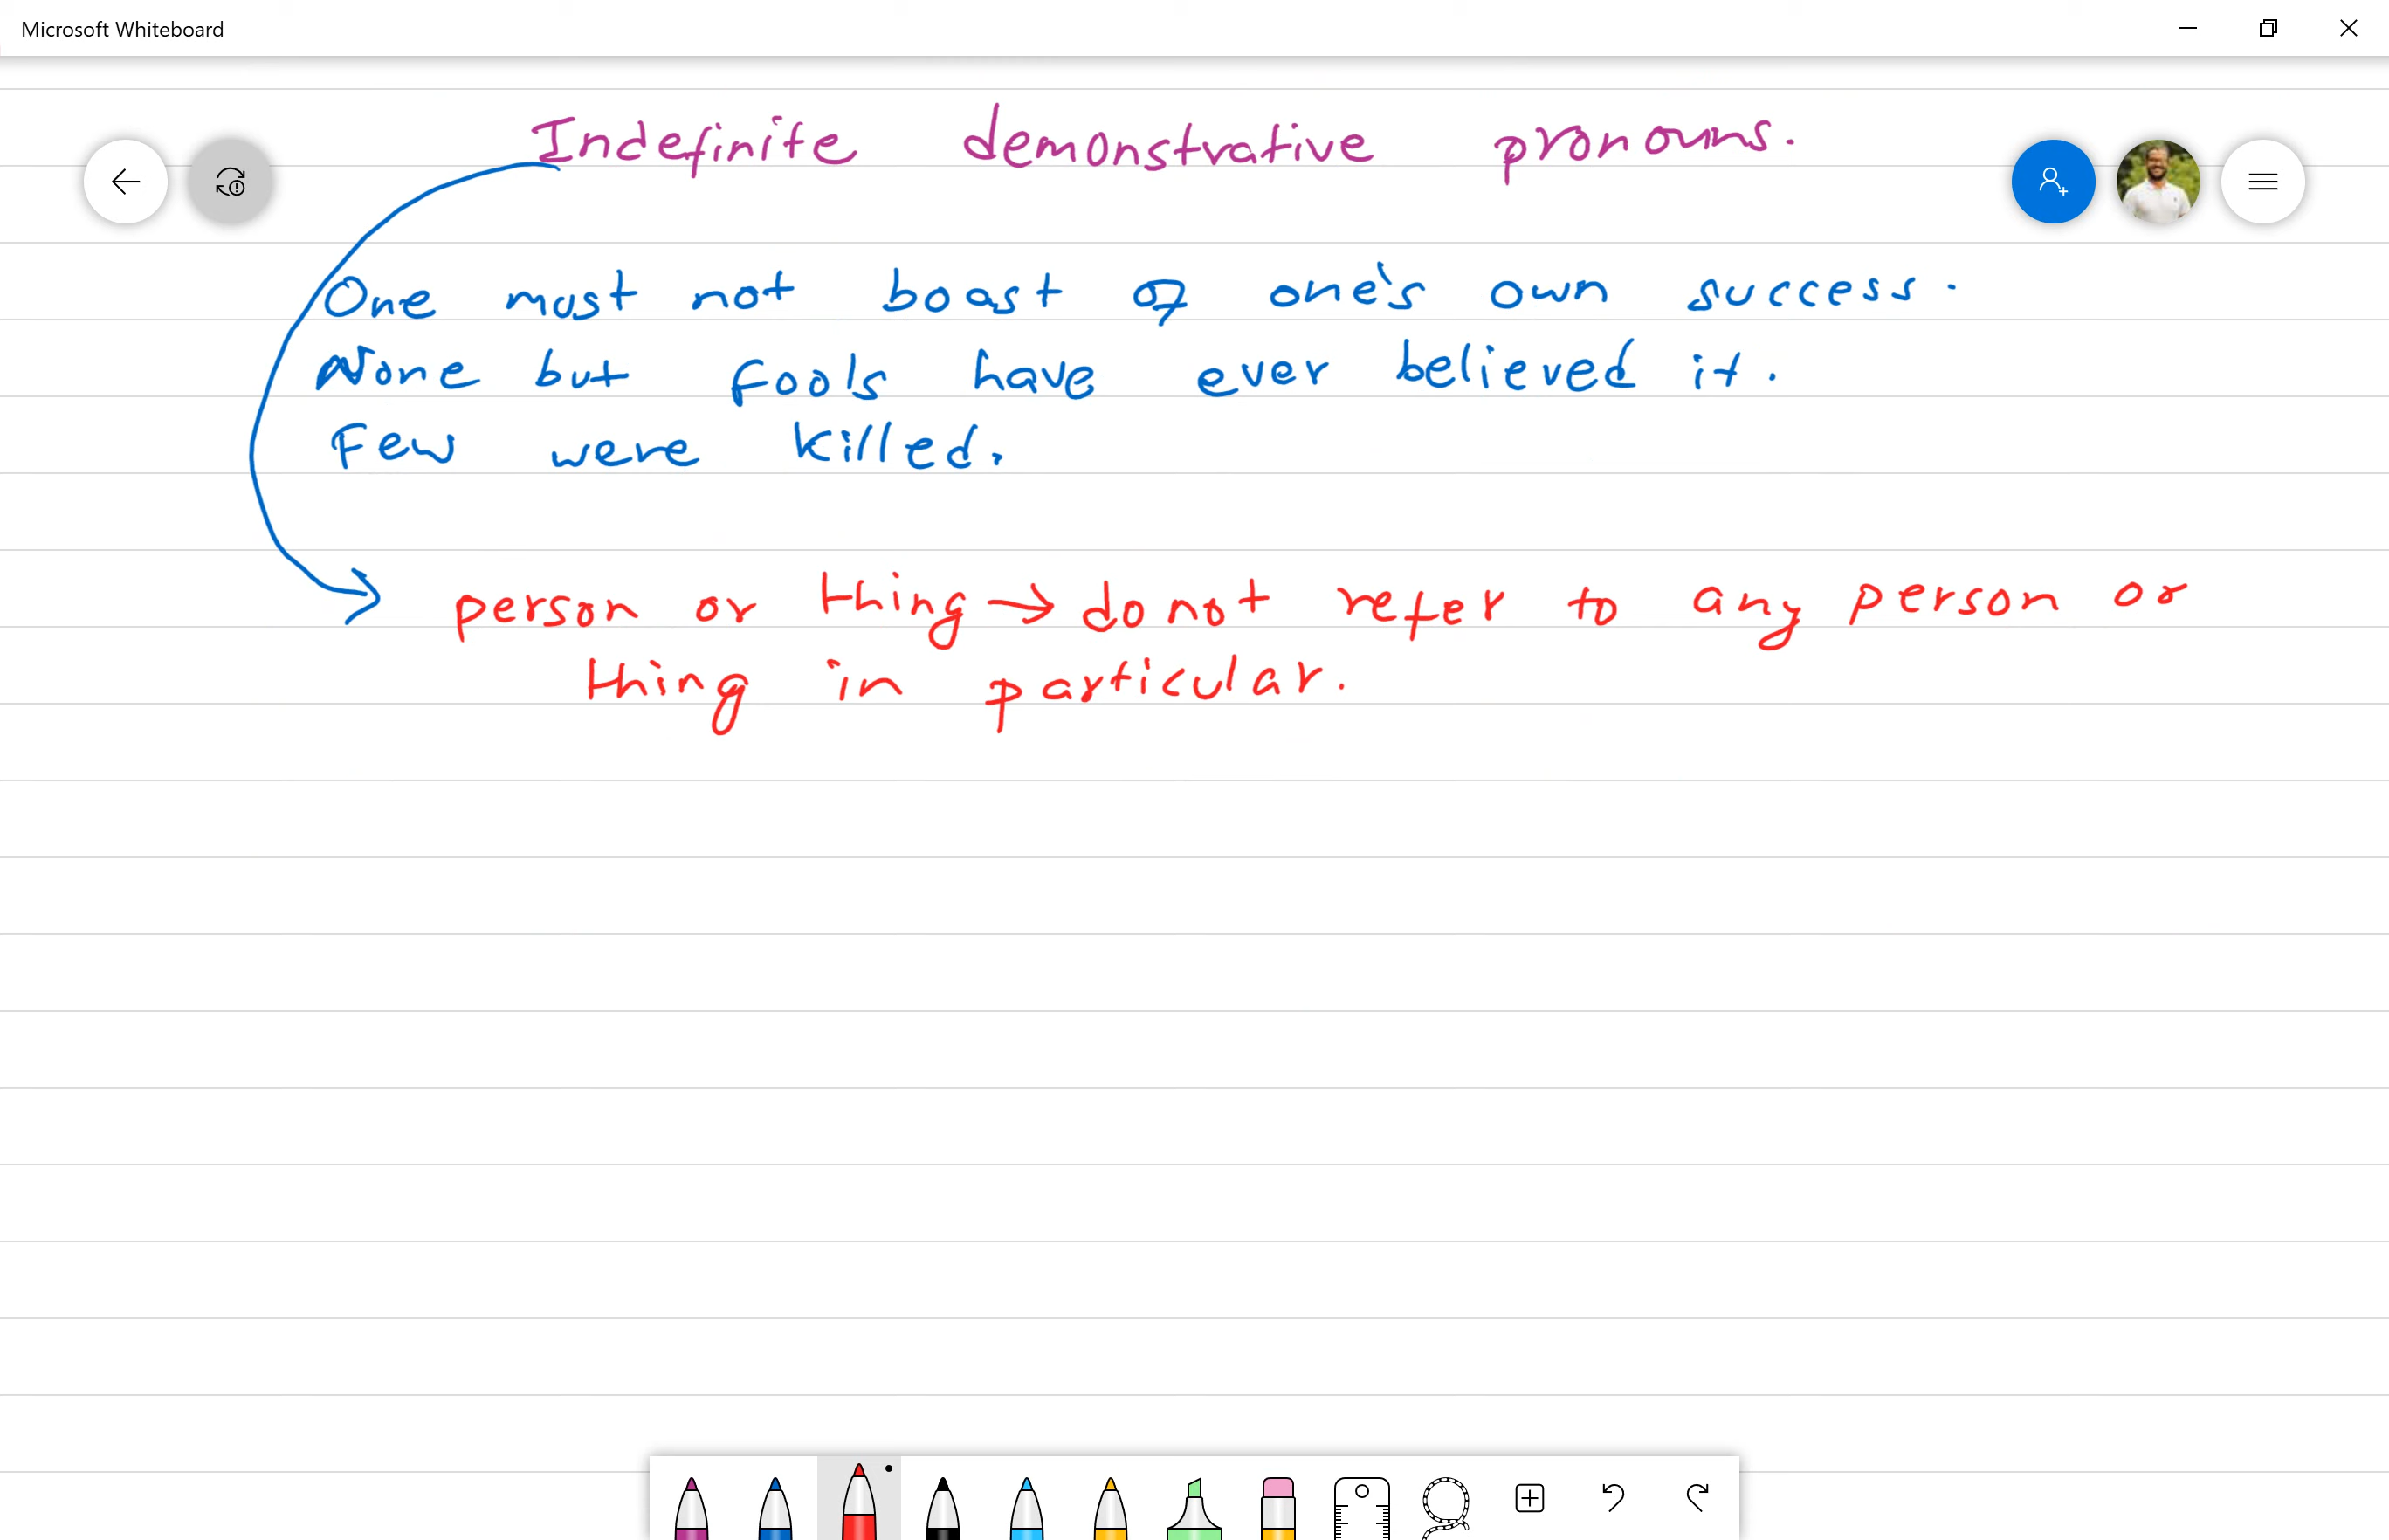 Microsoft Whiteboard
Indefinite demonstrative pronouns.
One must not boast of one's own success.
None but fools have ever believed it.
Few were killed.
person or thing → do not refer to any person or
thing in particular.